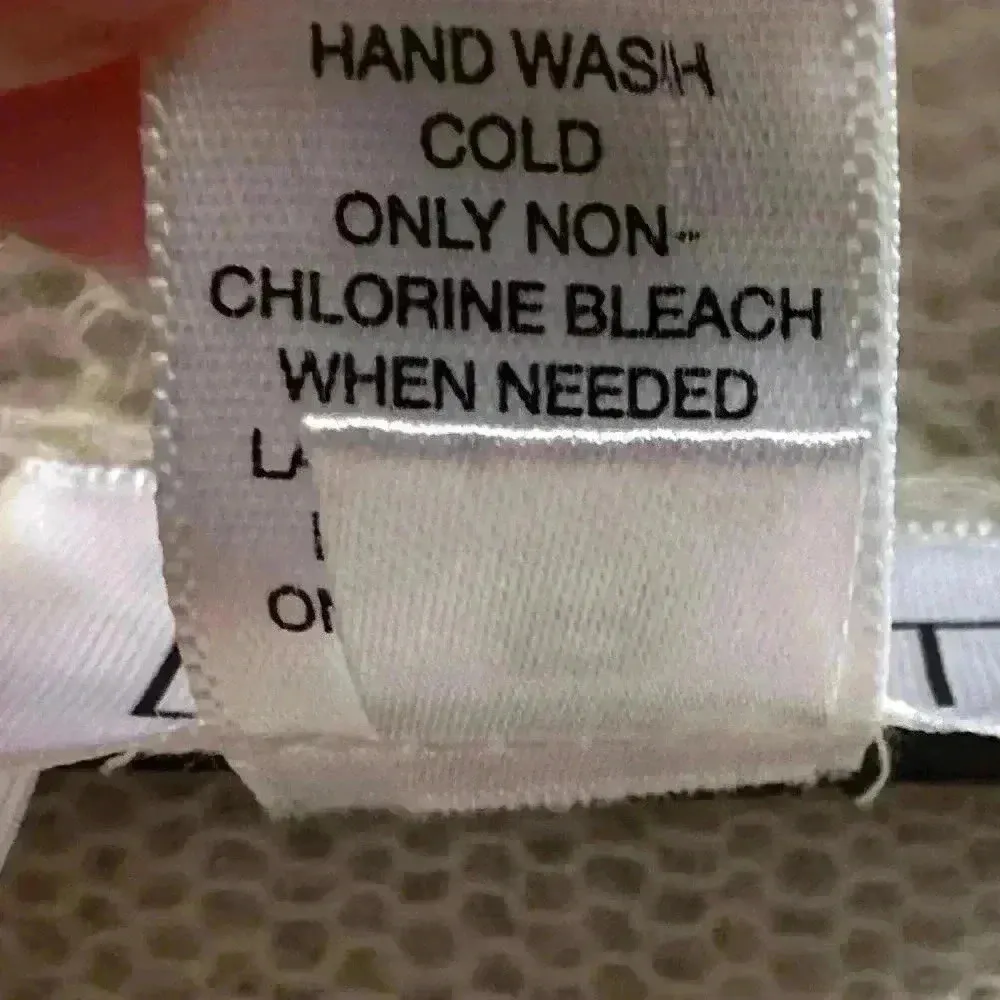 HAND WASH
COLD
ONLY NON-
CHLORINE BLEACH
WHEN NEEDED